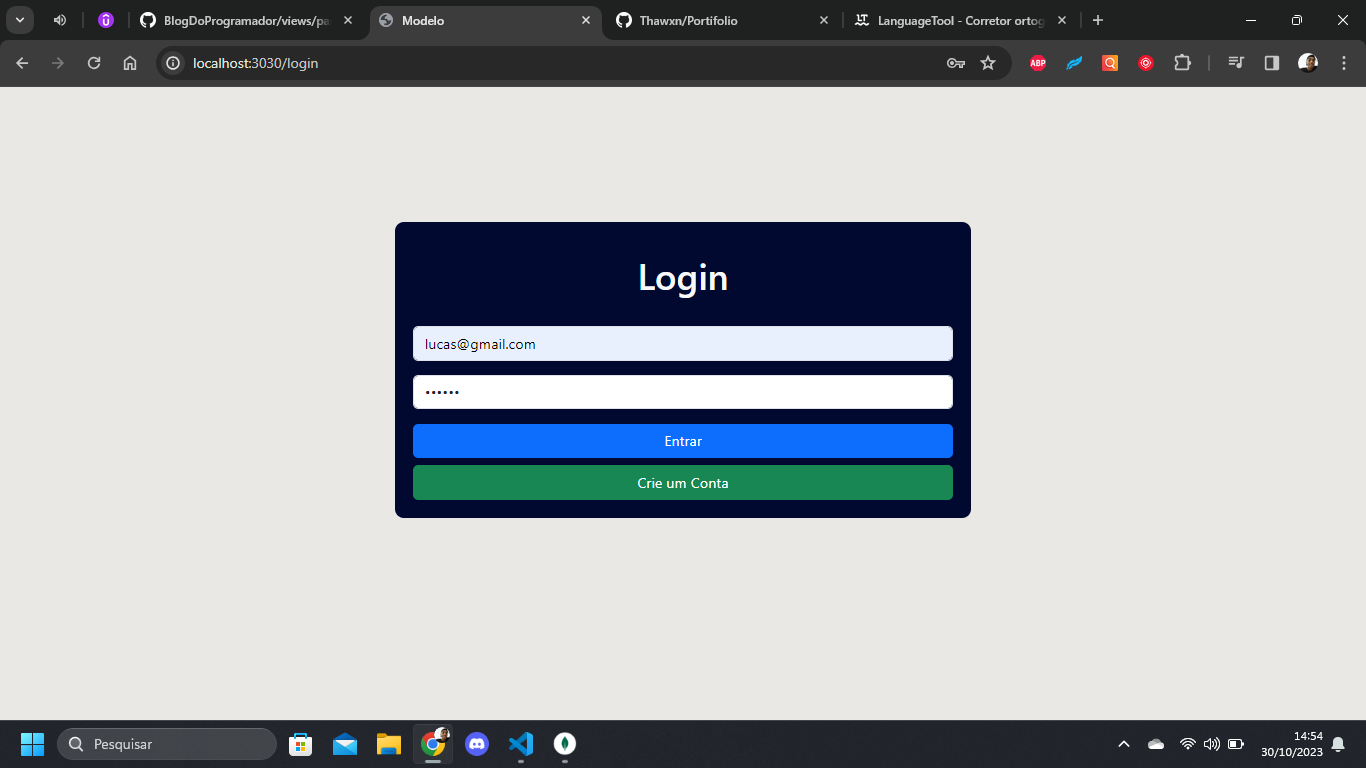 BlogDoProgramador/views/pa
Modelo
Thawxn/Portifolio
LanguageTool - Corretor ortog
localhost:3030/login
ABP
Login
lucas@gmail.com
••••••
Entrar
Crie um Conta
Pesquisar
14:54
30/10/2023